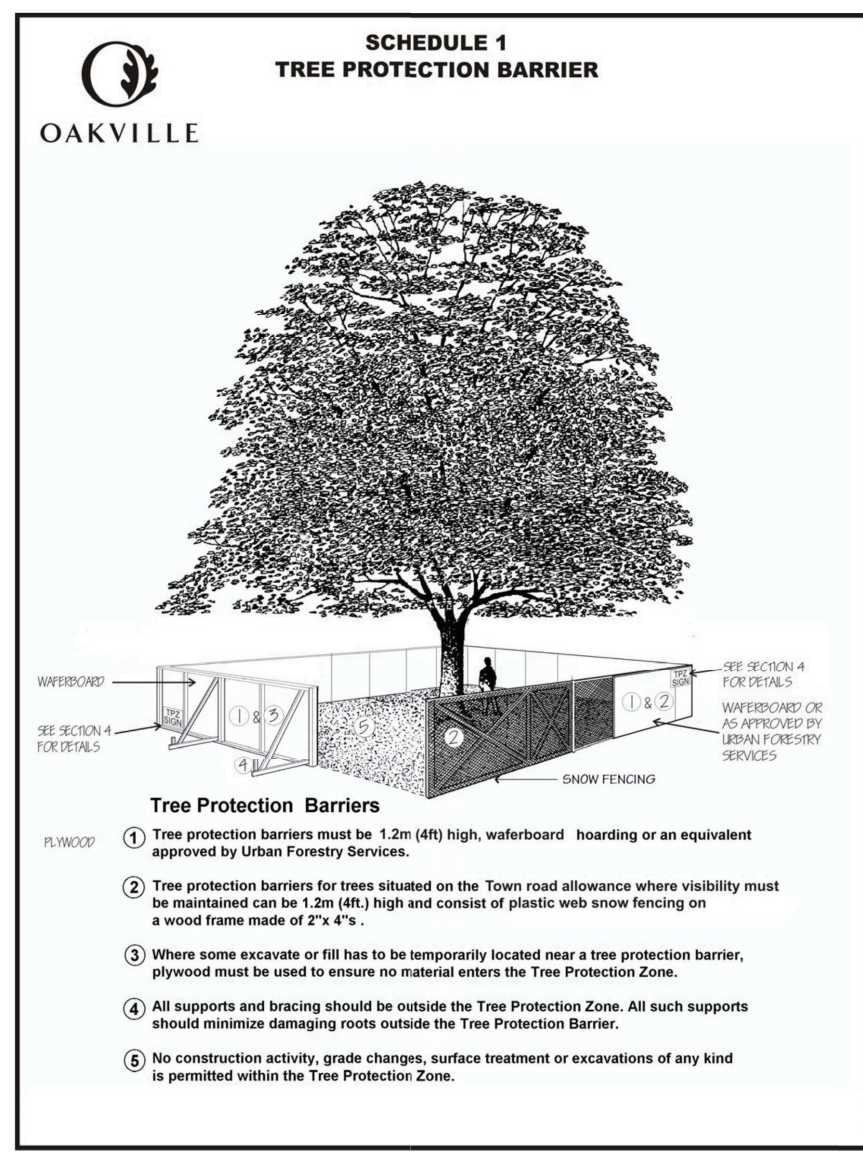 SCHEDULE 1
TREE PROTECTION BARRIER
OAKVILLE
WAFERBOARD
TPZ
SIGN
SEE SECTION 4
FOR DETAILS
1 & 3
4
5
2
1 & 2
TPZ
SIGN
SEE SECTION 4
FOR DETAILS
WAFERBOARD OR
AS APPROVED BY
URBAN FORESTRY
SERVICES
SNOW FENCING
Tree Protection Barriers
PLYWOOD
1 Tree protection barriers must be 1.2m (4ft) high, waferboard hoarding or an equivalent
approved by Urban Forestry Services.
2 Tree protection barriers for trees situated on the Town road allowance where visibility must
be maintained can be 1.2m (4ft.) high and consist of plastic web snow fencing on
a wood frame made of 2"x 4"s .
3 Where some excavate or fill has to be temporarily located near a tree protection barrier,
plywood must be used to ensure no material enters the Tree Protection Zone.
4 All supports and bracing should be outside the Tree Protection Zone. All such supports
should minimize damaging roots outside the Tree Protection Barrier.
5 No construction activity, grade changes, surface treatment or excavations of any kind
is permitted within the Tree Protection Zone.